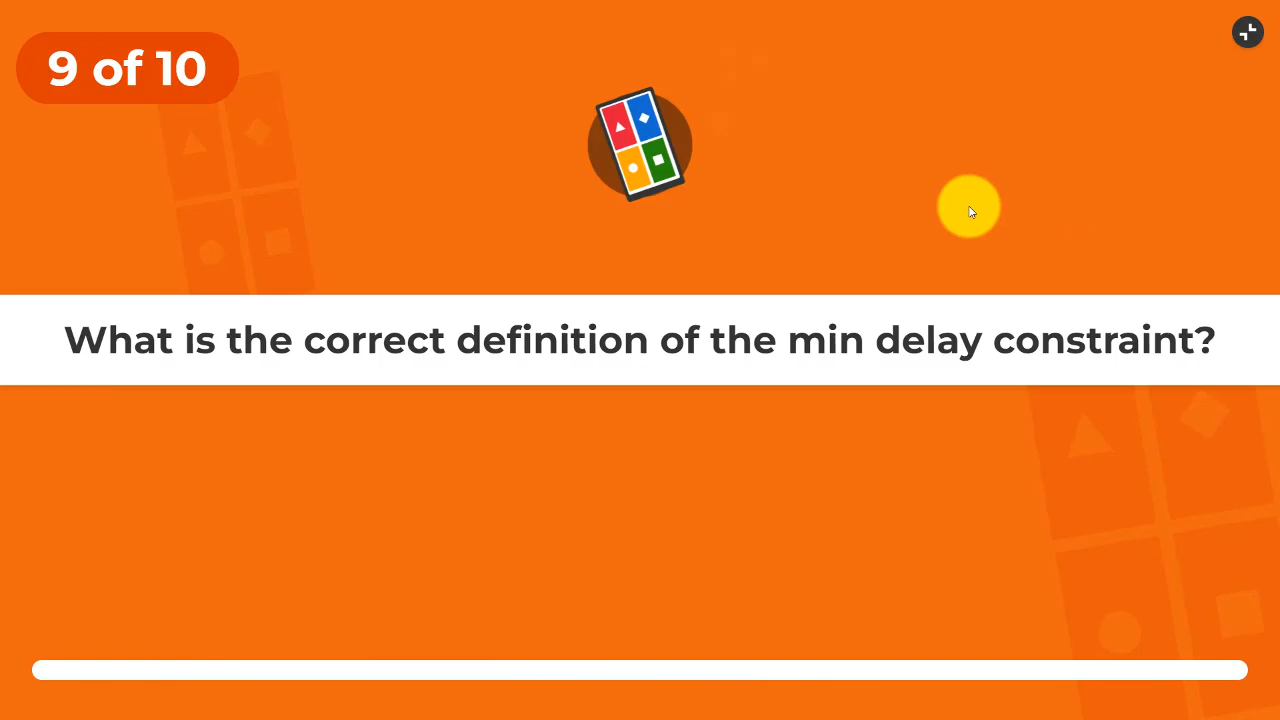 9 of 10
What is the correct definition of the min delay constraint?